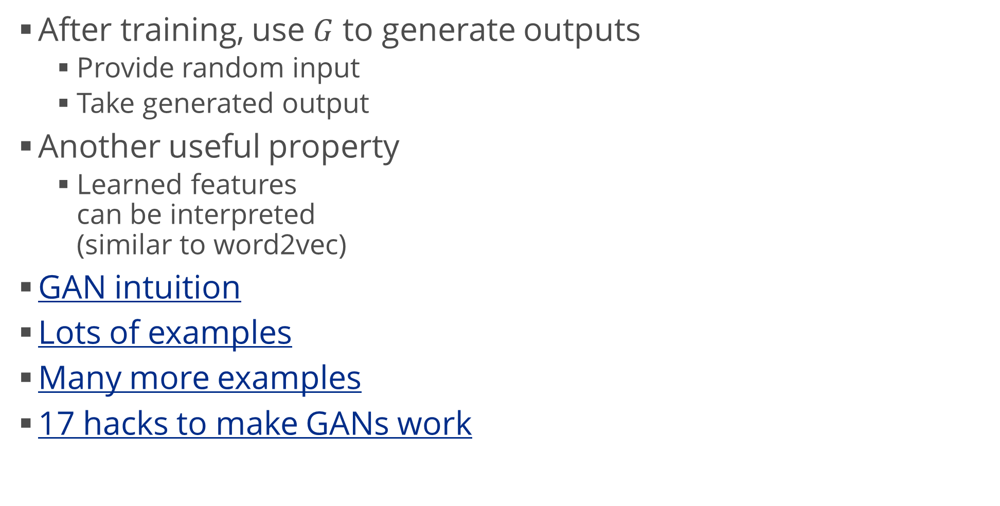 ▪ After training, use 𝐺 to generate outputs
▪ Provide random input
▪ Take generated output
▪ Another useful property
▪ Learned features
can be interpreted
(similar to word2vec)
▪ GAN intuition
▪ Lots of examples
▪ Many more examples
▪ 17 hacks to make GANs work